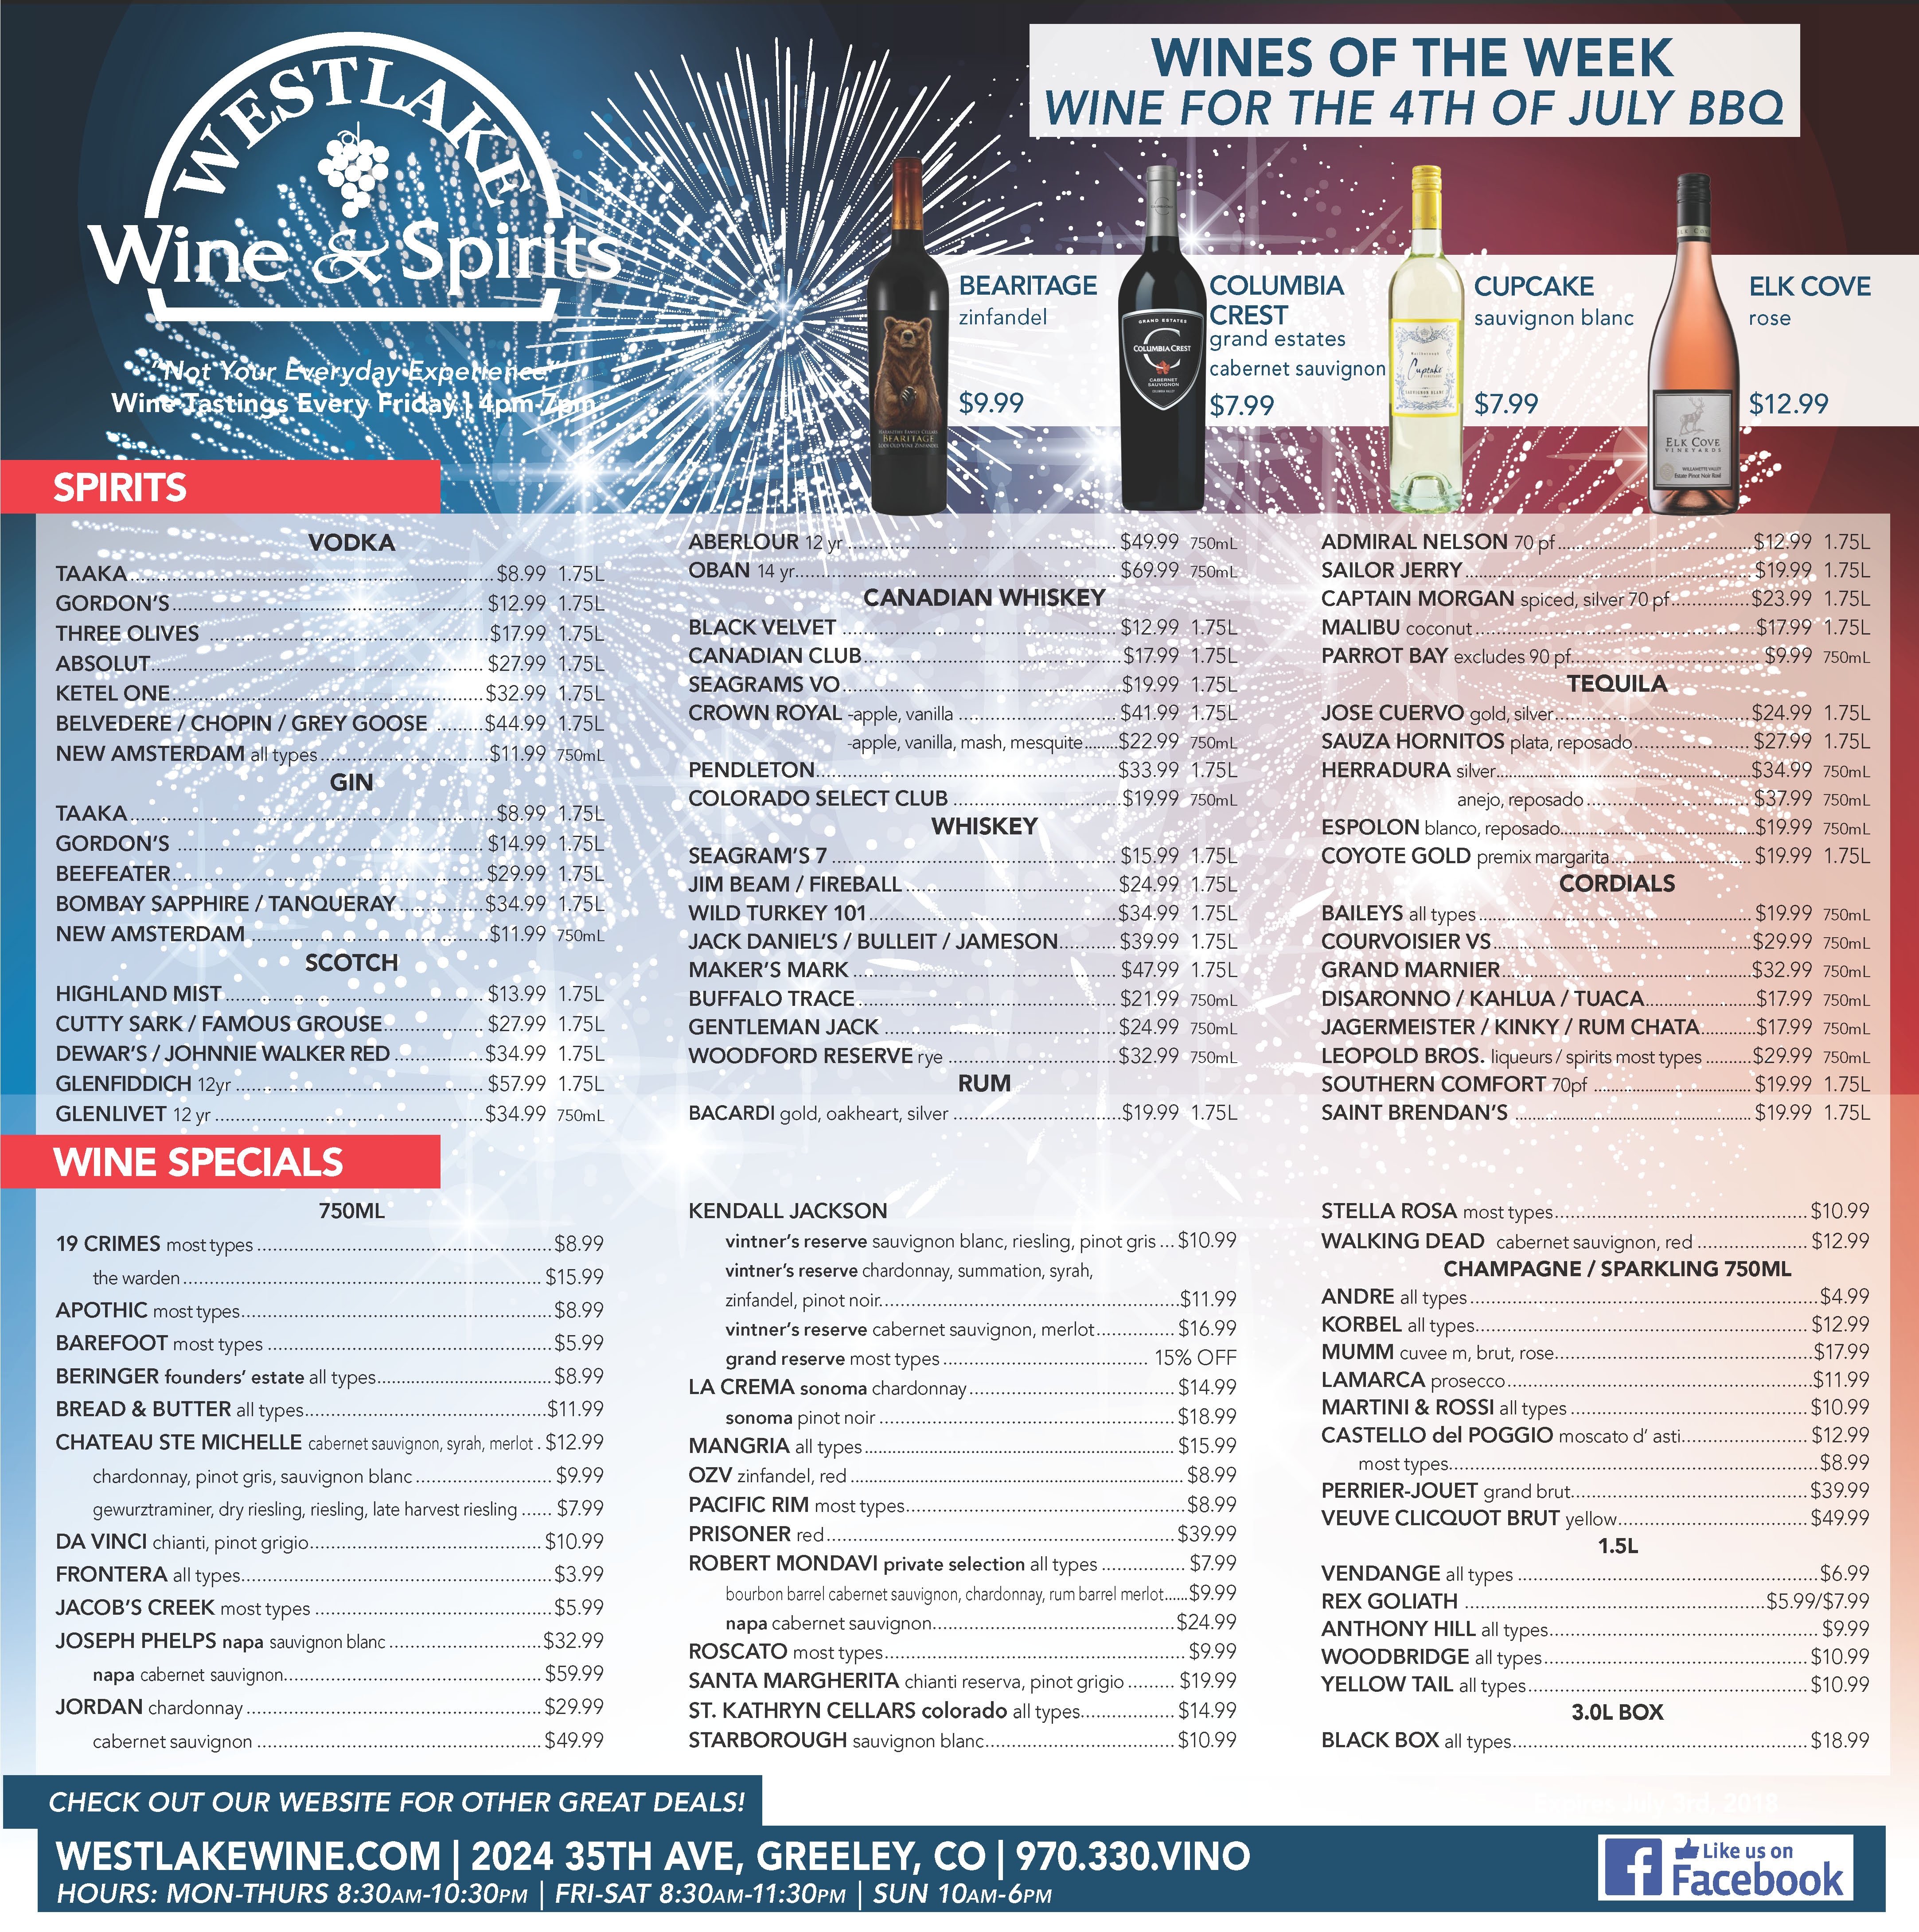 WESTLAKE
Wine & Spirits
"Not Your Everyday Experience"
Wine Tastings Every Friday | 4pm-7pm
WINES OF THE WEEK
WINE FOR THE 4TH OF JULY BBQ
BEARITAGE
zinfandel
$9.99
COLUMBIA
CREST
grand estates
cabernet sauvignon
$7.99
CUPCAKE
sauvignon blanc
$7.99
ELK COVE
rose
$12.99
BEARITAGE
GRAND ESTATES
COLUMBIA CREST
CABERNET
SAUVIGNON
Cupcake
SAUVIGNON BLANC
ELK COVE
VINEYARDS
WILLAMETTE VALLEY
Estate Pinot Noir Rosé
SPIRITS
VODKA
TAAKA $8.99 1.75L
GORDON'S $12.99 1.75L
THREE OLIVES $17.99 1.75L
ABSOLUT $27.99 1.75L
KETEL ONE $32.99 1.75L
BELVEDERE / CHOPIN / GREY GOOSE $44.99 1.75L
NEW AMSTERDAM all types $11.99 750mL
GIN
TAAKA $8.99 1.75L
GORDON'S $14.99 1.75L
BEEFEATER $29.99 1.75L
BOMBAY SAPPHIRE / TANQUERAY $34.99 1.75L
NEW AMSTERDAM $11.99 750mL
SCOTCH
HIGHLAND MIST $13.99 1.75L
CUTTY SARK / FAMOUS GROUSE $27.99 1.75L
DEWAR'S / JOHNNIE WALKER RED $34.99 1.75L
GLENFIDDICH 12yr $57.99 1.75L
GLENLIVET 12 yr $34.99 750mL
ABERLOUR 12 yr $49.99 750mL
OBAN 14 yr $69.99 750mL
CANADIAN WHISKEY
BLACK VELVET $12.99 1.75L
CANADIAN CLUB $17.99 1.75L
SEAGRAMS VO $19.99 1.75L
CROWN ROYAL -apple, vanilla $41.99 1.75L
-apple, vanilla, mash, mesquite $22.99 750mL
PENDLETON $33.99 1.75L
COLORADO SELECT CLUB $19.99 750mL
WHISKEY
SEAGRAM'S 7 $15.99 1.75L
JIM BEAM / FIREBALL $24.99 1.75L
WILD TURKEY 101 $34.99 1.75L
JACK DANIEL'S / BULLEIT / JAMESON $39.99 1.75L
MAKER'S MARK $47.99 1.75L
BUFFALO TRACE $21.99 750mL
GENTLEMAN JACK $24.99 750mL
WOODFORD RESERVE rye $32.99 750mL
RUM
BACARDI gold, oakheart, silver $19.99 1.75L
ADMIRAL NELSON 70 pf $12.99 1.75L
SAILOR JERRY $19.99 1.75L
CAPTAIN MORGAN spiced, silver 70 pf $23.99 1.75L
MALIBU coconut $17.99 1.75L
PARROT BAY excludes 90 pf $9.99 750mL
TEQUILA
JOSE CUERVO gold, silver $24.99 1.75L
SAUZA HORNITOS plata, reposado $27.99 1.75L
HERRADURA silver $34.99 750mL
anejo, reposado $37.99 750mL
ESPOLON blanco, reposado $19.99 750mL
COYOTE GOLD premix margarita $19.99 1.75L
CORDIALS
BAILEYS all types $19.99 750mL
COURVOISIER VS $29.99 750mL
GRAND MARNIER $32.99 750mL
DISARONNO / KAHLUA / TUACA $17.99 750mL
JAGERMEISTER / KINKY / RUM CHATA $17.99 750mL
LEOPOLD BROS. liqueurs / spirits most types $29.99 750mL
SOUTHERN COMFORT 70pf $19.99 1.75L
SAINT BRENDAN'S $19.99 1.75L
WINE SPECIALS
750ML
19 CRIMES most types $8.99
the warden $15.99
APOTHIC most types $8.99
BAREFOOT most types $5.99
BERINGER founders' estate all types $8.99
BREAD & BUTTER all types $11.99
CHATEAU STE MICHELLE cabernet sauvignon, syrah, merlot $12.99
chardonnay, pinot gris, sauvignon blanc $9.99
gewurztraminer, dry riesling, riesling, late harvest riesling $7.99
DA VINCI chianti, pinot grigio $10.99
FRONTERA all types $3.99
JACOB'S CREEK most types $5.99
JOSEPH PHELPS napa sauvignon blanc $32.99
napa cabernet sauvignon $59.99
JORDAN chardonnay $29.99
cabernet sauvignon $49.99
KENDALL JACKSON
vintner's reserve sauvignon blanc, riesling, pinot gris $10.99
vintner's reserve chardonnay, summation, syrah,
zinfandel, pinot noir $11.99
vintner's reserve cabernet sauvignon, merlot $16.99
grand reserve most types 15% OFF
LA CREMA sonoma chardonnay $14.99
sonoma pinot noir $18.99
MANGRIA all types $15.99
OZV zinfandel, red $8.99
PACIFIC RIM most types $8.99
PRISONER red $39.99
ROBERT MONDAVI private selection all types $7.99
bourbon barrel cabernet sauvignon, chardonnay, rum barrel merlot $9.99
napa cabernet sauvignon $24.99
ROSCATO most types $9.99
SANTA MARGHERITA chianti reserva, pinot grigio $19.99
ST. KATHRYN CELLARS colorado all types $14.99
STARBOROUGH sauvignon blanc $10.99
STELLA ROSA most types $10.99
WALKING DEAD cabernet sauvignon, red $12.99
CHAMPAGNE / SPARKLING 750ML
ANDRE all types $4.99
KORBEL all types $12.99
MUMM cuvee m, brut, rose $17.99
LAMARCA prosecco $11.99
MARTINI & ROSSI all types $10.99
CASTELLO del POGGIO moscato d' asti $12.99
most types $8.99
PERRIER-JOUET grand brut $39.99
VEUVE CLICQUOT BRUT yellow $49.99
1.5L
VENDANGE all types $6.99
REX GOLIATH $5.99/$7.99
ANTHONY HILL all types $9.99
WOODBRIDGE all types $10.99
YELLOW TAIL all types $10.99
3.0L BOX
BLACK BOX all types $18.99
CHECK OUT OUR WEBSITE FOR OTHER GREAT DEALS!
July 3rd, 2018
WESTLAKEWINE.COM | 2024 35TH AVE, GREELEY, CO | 970.330.VINO
HOURS: MON-THURS 8:30AM-10:30PM | FRI-SAT 8:30AM-11:30PM | SUN 10AM-6PM
Like us on
Facebook